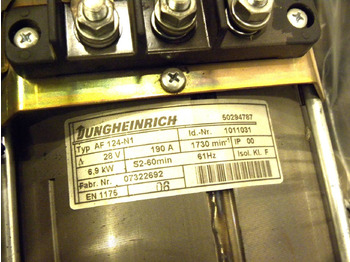 JUNGHEINRICH 50294787
Typ AF 124-N1 Id.-Nr. 1011031
Δ 28 V 190 A 1730 min⁻¹ IP 00
6,9 kW S2-60min 61Hz Isol. Kl. F
Fabr. Nr. 07322692
EN 1175 06